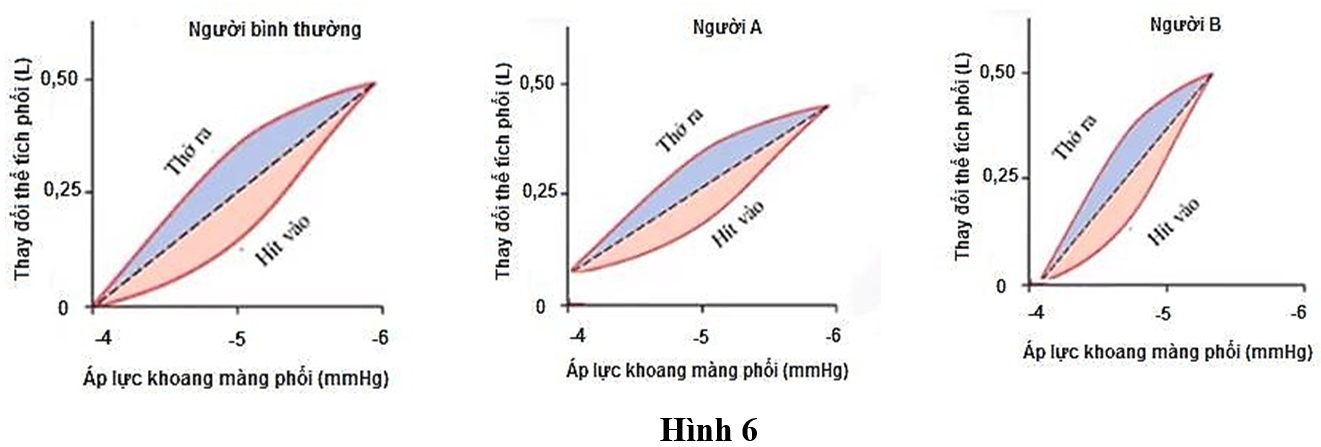 Người bình thường
Thay đổi thể tích phổi (L)
0,50
0,25
0
Thở ra
Hít vào
-4
-5
-6
Áp lực khoang màng phổi (mmHg)
Người A
Thay đổi thể tích phổi (L)
0,50
0,25
0
Thở ra
Hít vào
-4
-5
-6
Áp lực khoang màng phổi (mmHg)
Người B
Thay đổi thể tích phổi (L)
0,50
0,25
0
Thở ra
Hít vào
-4
-5
-6
Áp lực khoang màng phổi (mmHg)
Hình 6